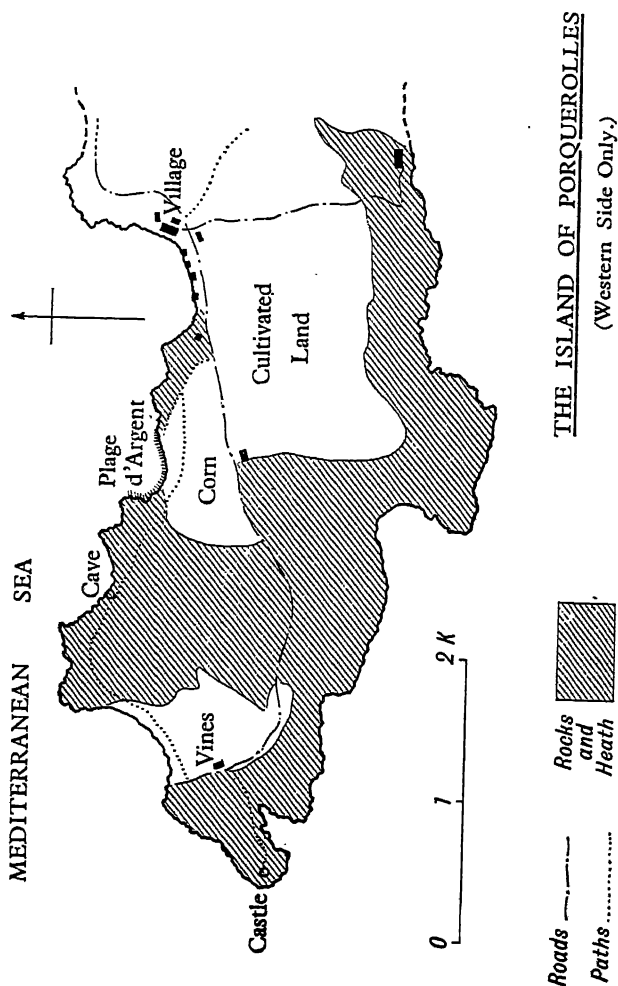 MEDITERRANEAN SEA
Cave
Plage
d'Argent
Village
Corn
Cultivated
Land
Vines
Castle
0 1 2 K
Roads
Paths
Rocks
and
Heath
THE ISLAND OF PORQUEROLLES
(Western Side Only.)